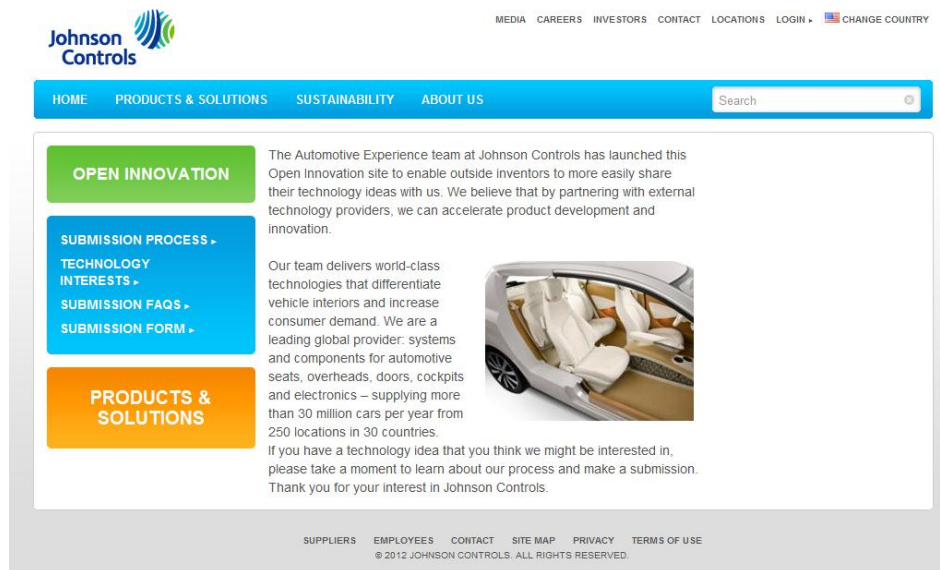 Johnson
Controls
MEDIA CAREERS INVESTORS CONTACT LOCATIONS LOGIN ▸ CHANGE COUNTRY
HOME PRODUCTS & SOLUTIONS SUSTAINABILITY ABOUT US
Search
OPEN INNOVATION
SUBMISSION PROCESS ▸
TECHNOLOGY
INTERESTS ▸
SUBMISSION FAQS ▸
SUBMISSION FORM ▸
PRODUCTS &
SOLUTIONS
The Automotive Experience team at Johnson Controls has launched this
Open Innovation site to enable outside inventors to more easily share
their technology ideas with us. We believe that by partnering with external
technology providers, we can accelerate product development and
innovation.
Our team delivers world-class
technologies that differentiate
vehicle interiors and increase
consumer demand. We are a
leading global provider: systems
and components for automotive
seats, overheads, doors, cockpits
and electronics – supplying more
than 30 million cars per year from
250 locations in 30 countries.
If you have a technology idea that you think we might be interested in,
please take a moment to learn about our process and make a submission.
Thank you for your interest in Johnson Controls.
SUPPLIERS EMPLOYEES CONTACT SITE MAP PRIVACY TERMS OF USE
© 2012 JOHNSON CONTROLS. ALL RIGHTS RESERVED.